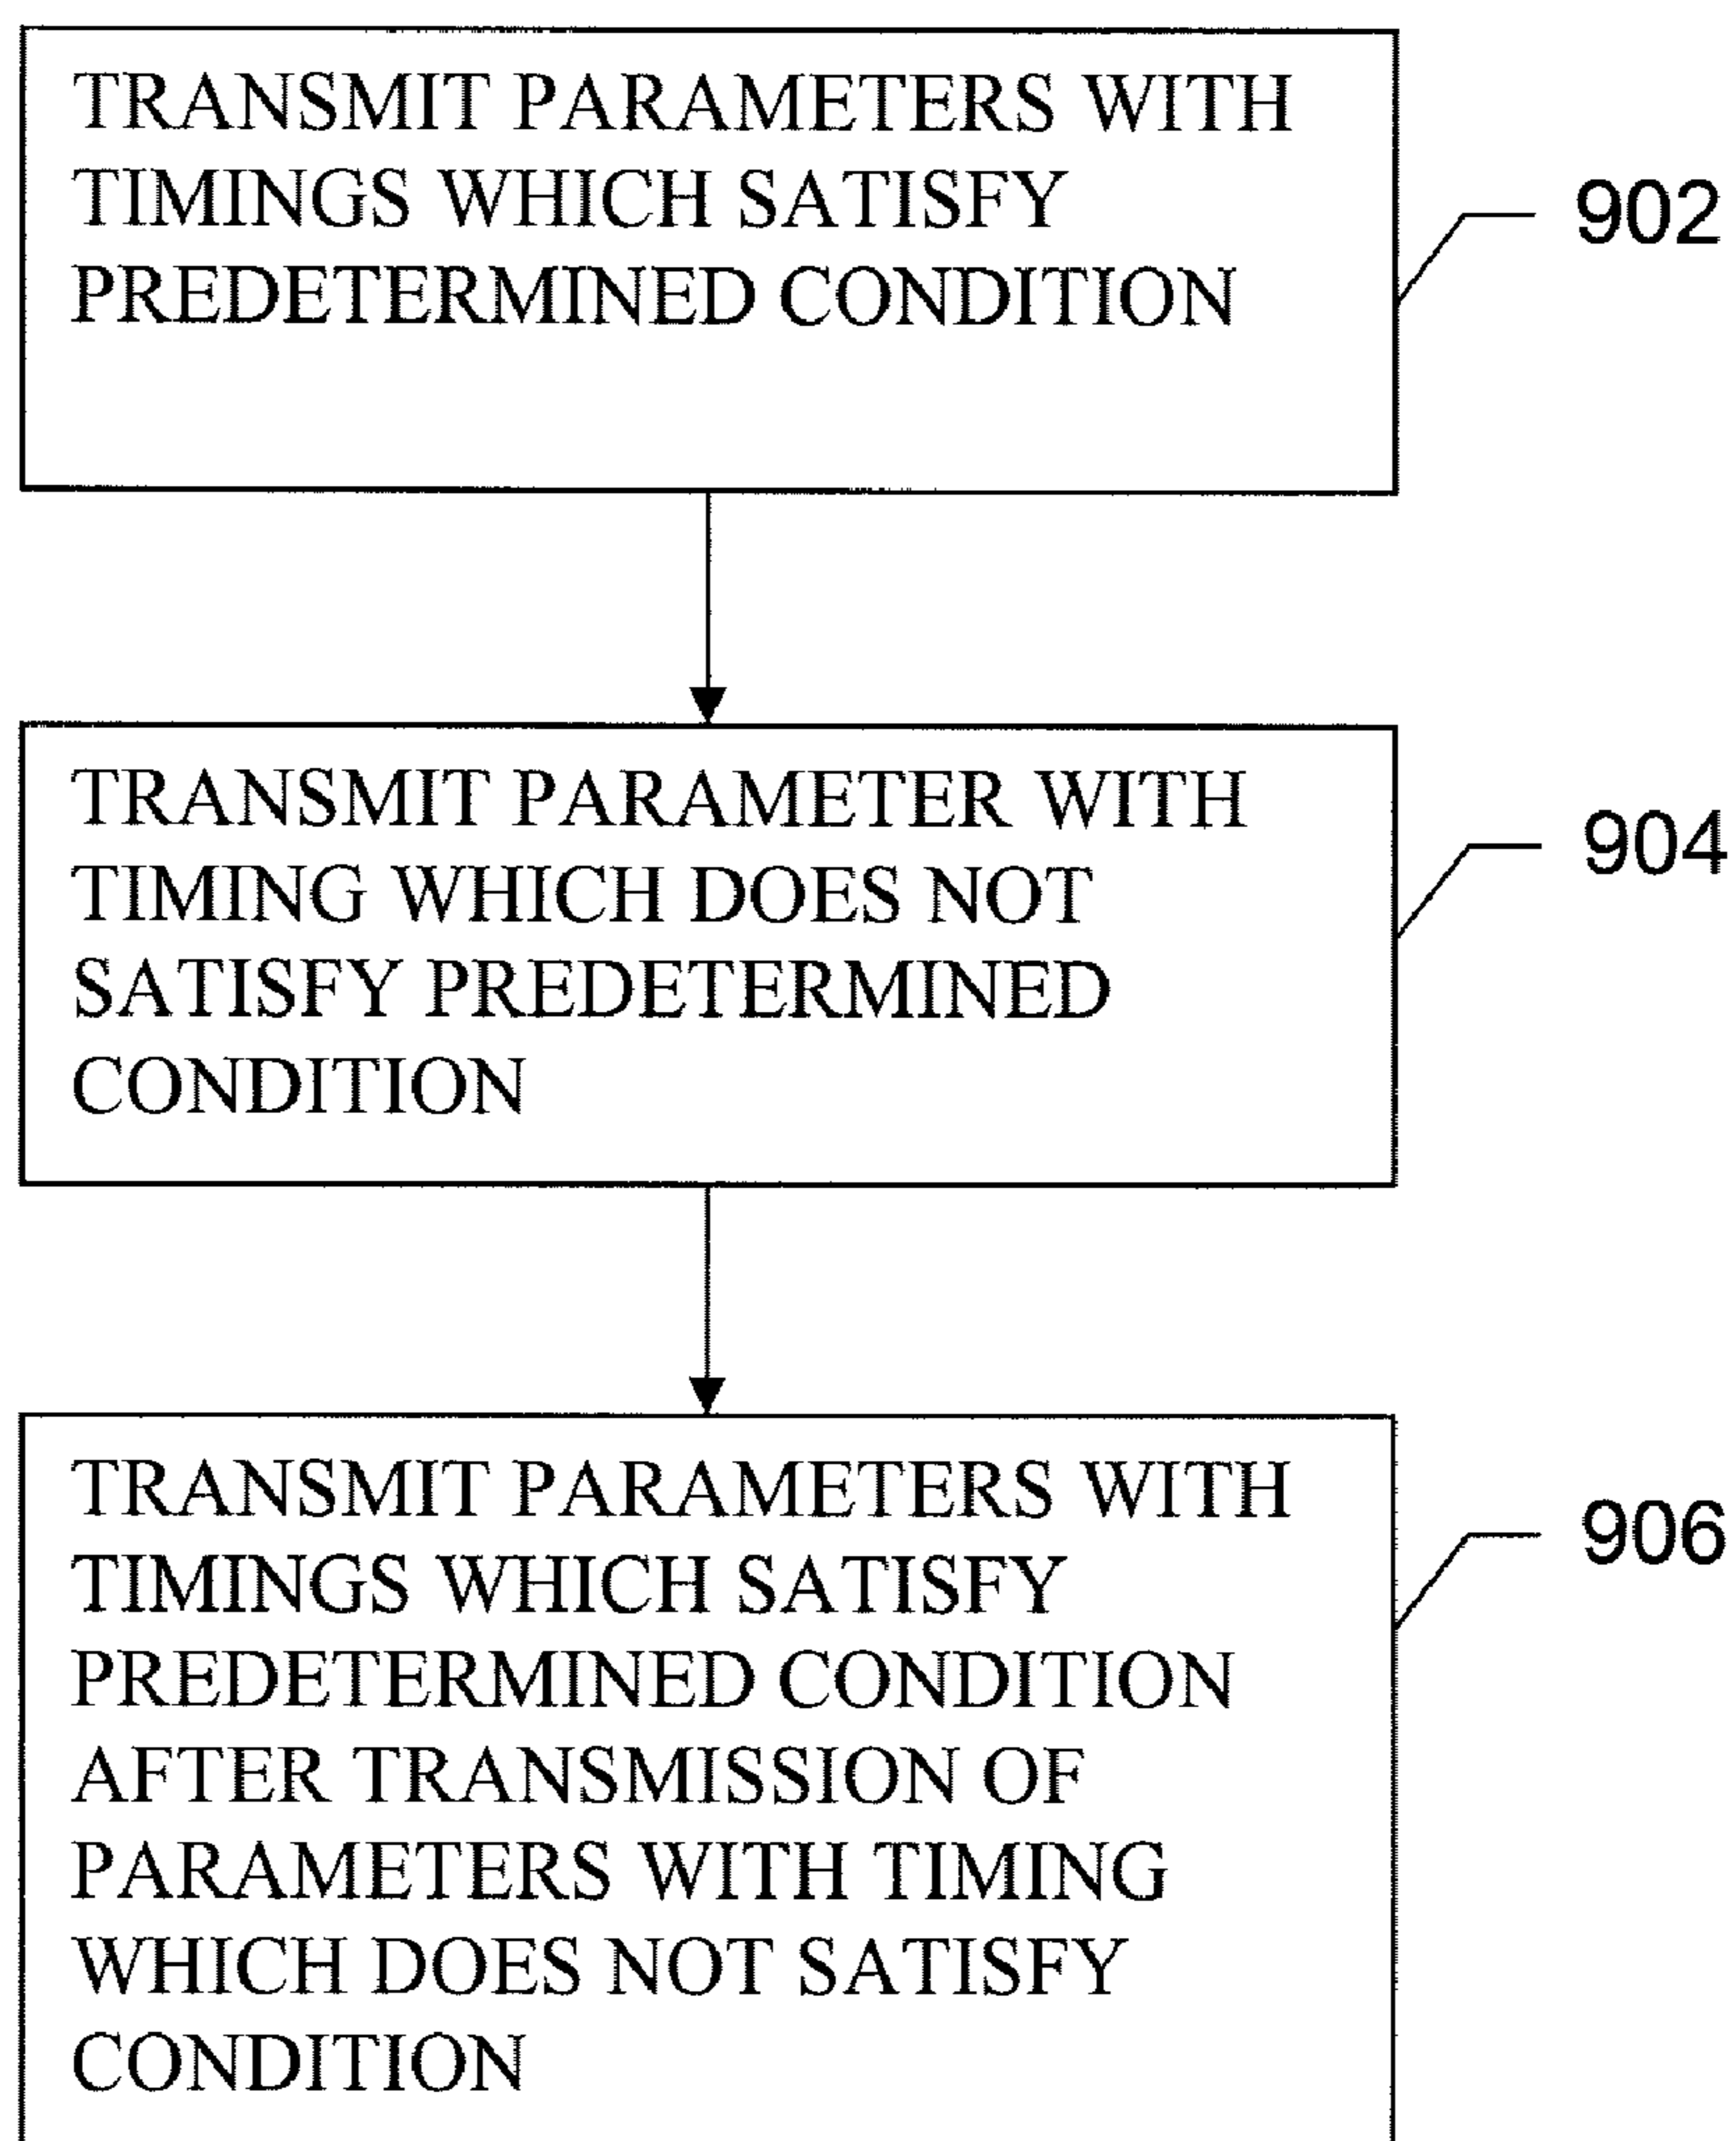 TRANSMIT PARAMETERS WITH
TIMINGS WHICH SATISFY
PREDETERMINED CONDITION
902
TRANSMIT PARAMETER WITH
TIMING WHICH DOES NOT
SATISFY PREDETERMINED
CONDITION
904
TRANSMIT PARAMETERS WITH
TIMINGS WHICH SATISFY
PREDETERMINED CONDITION
AFTER TRANSMISSION OF
PARAMETERS WITH TIMING
WHICH DOES NOT SATISFY
CONDITION
906